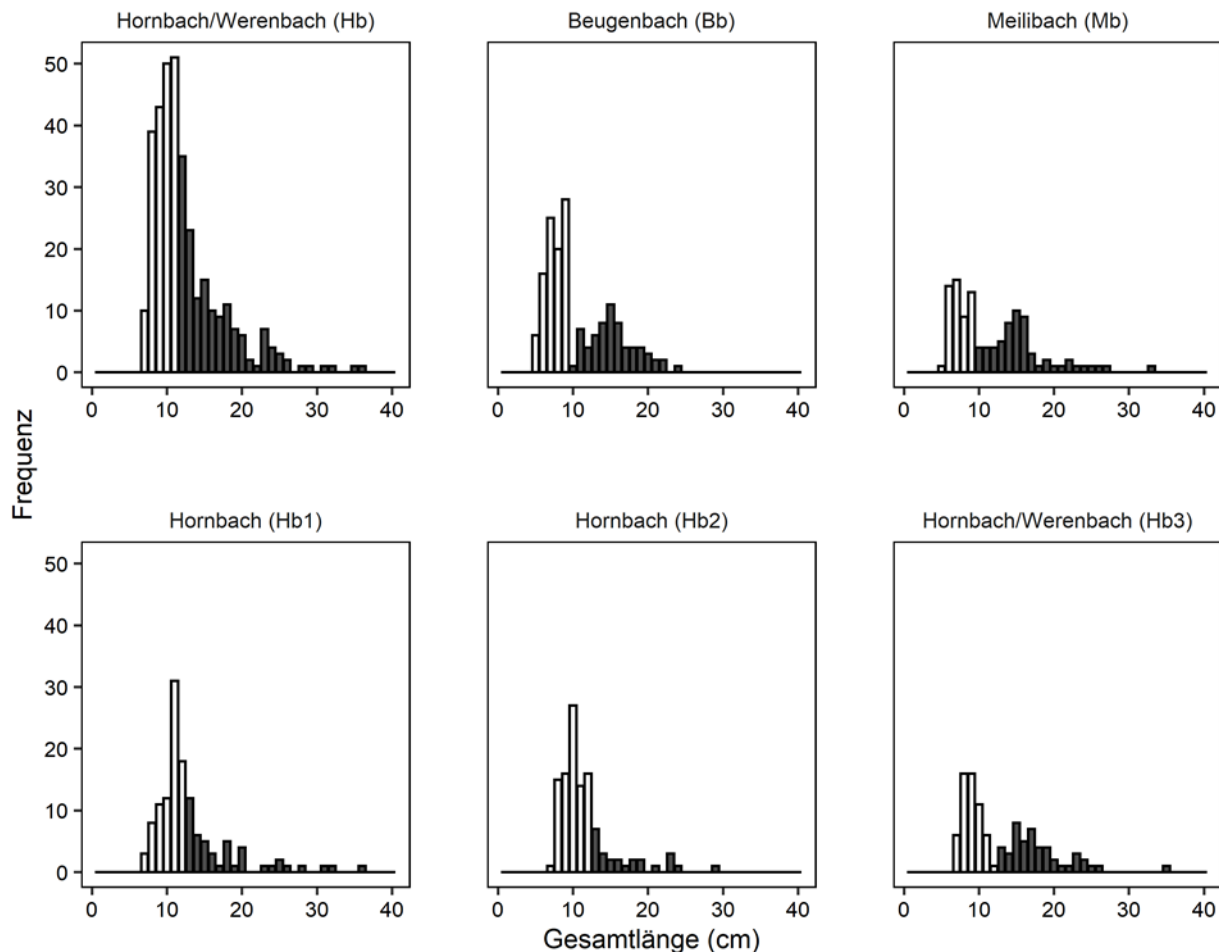 Hornbach/Werenbach (Hb)
Beugenbach (Bb)
Meilibach (Mb)
50
40
30
20
10
0
0 10 20 30 40
0 10 20 30 40
0 10 20 30 40
Frequenz
Hornbach (Hb1)
Hornbach (Hb2)
Hornbach/Werenbach (Hb3)
50
40
30
20
10
0
0 10 20 30 40
0 10 20 30 40
0 10 20 30 40
Gesamtlänge (cm)